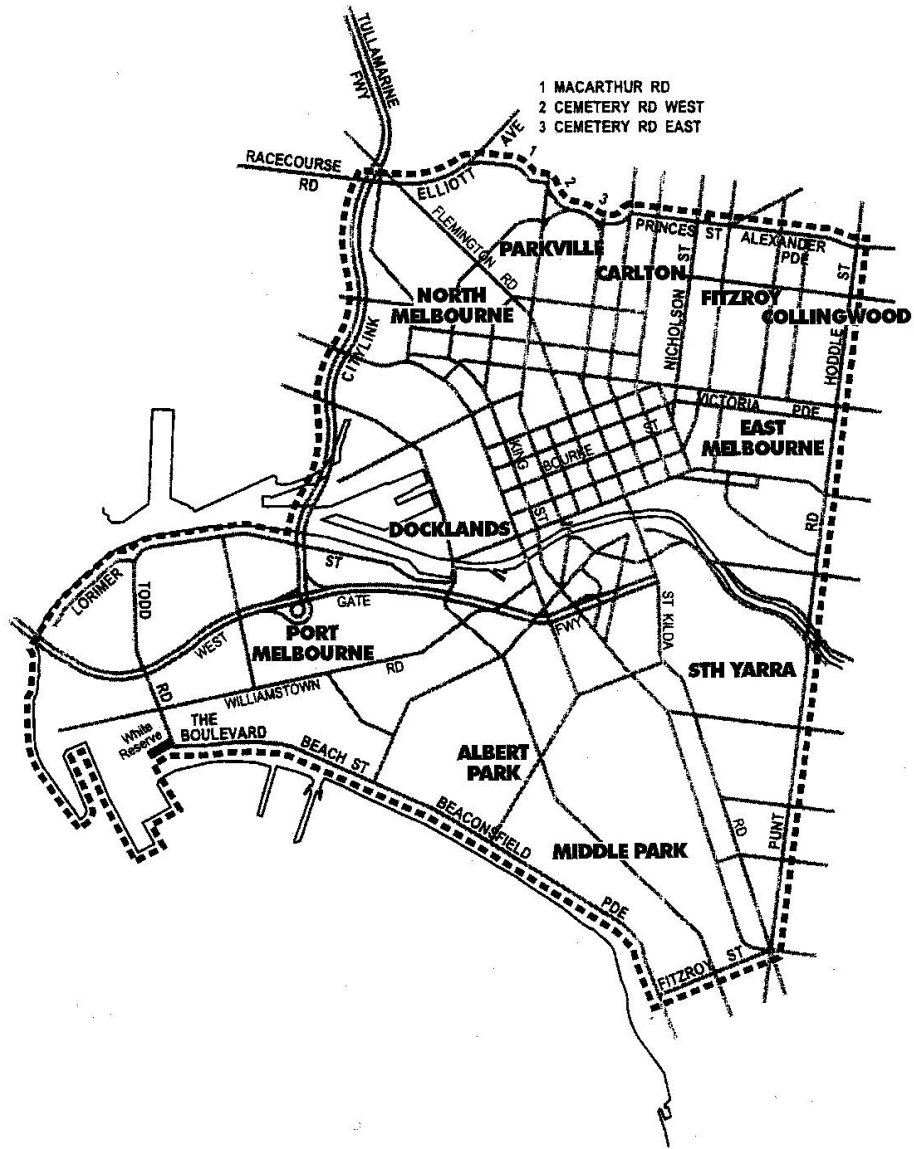 TULLAMARINE
FWY
1 MACARTHUR RD
2 CEMETERY RD WEST
3 CEMETERY RD EAST
RACECOURSE
RD
ELLIOTT
AVE
1
2
3
FLEMINGTON
RD
PARKVILLE
PRINCES ST
ALEXANDER
PDE
CARLTON
NICHOLSON
ST
FITZROY
COLLINGWOOD
HODDLE
ST
NORTH
MELBOURNE
CITYLINK
VICTORIA
PDE
EAST
MELBOURNE
KING
ST
BOURKE
ST
DOCKLANDS
RD
LORIMER
ST
TODD
RD
WEST
GATE
FWY
PORT
MELBOURNE
ST KILDA
RD
STH YARRA
WILLIAMSTOWN
RD
THE
BOULEVARD
White
Reserve
BEACH ST
ALBERT
PARK
BEACONSFIELD
PDE
MIDDLE PARK
PUNT
FITZROY ST